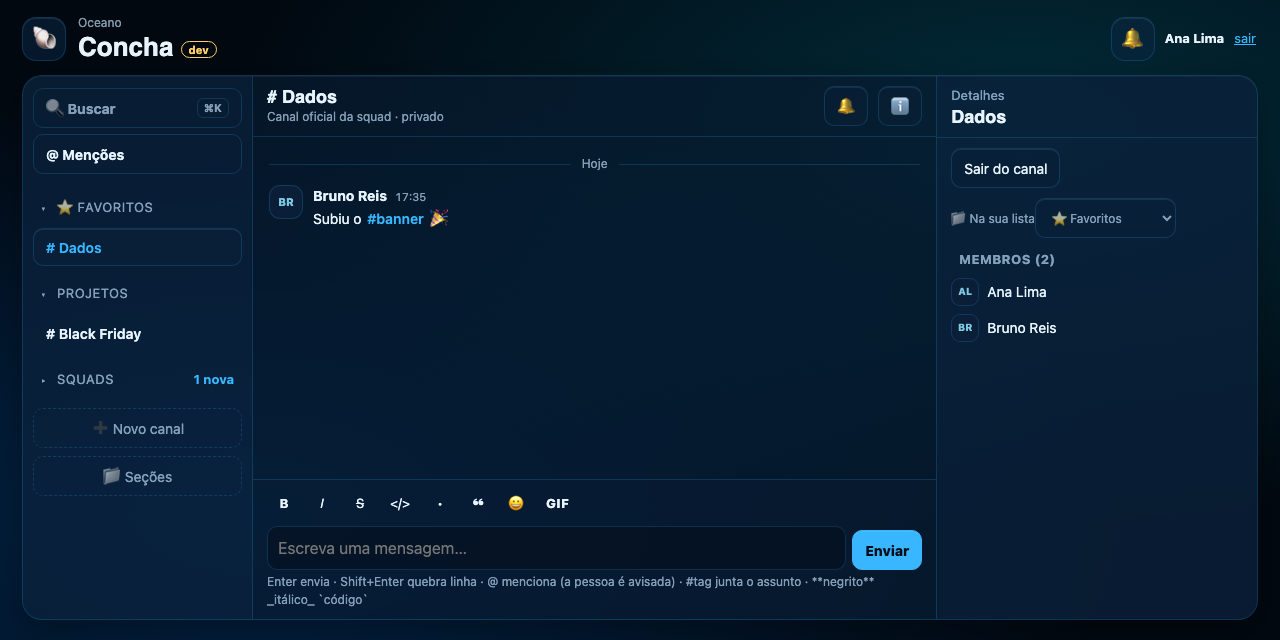 Oceano
Concha dev
Ana Lima sair
Buscar ⌘K
@ Menções
FAVORITOS
# Dados
PROJETOS
# Black Friday
SQUADS 1 nova
Novo canal
Seções
# Dados
Canal oficial da squad · privado
Hoje
BR Bruno Reis 17:35
Subiu o #banner 🎉
B I S </> • ❝ 😀 GIF
Escreva uma mensagem...
Enviar
Enter envia · Shift+Enter quebra linha · @ menciona (a pessoa é avisada) · #tag junta o assunto · **negrito**
_itálico_ `código`
Detalhes
Dados
Sair do canal
Na sua lista Favoritos
MEMBROS (2)
AL Ana Lima
BR Bruno Reis